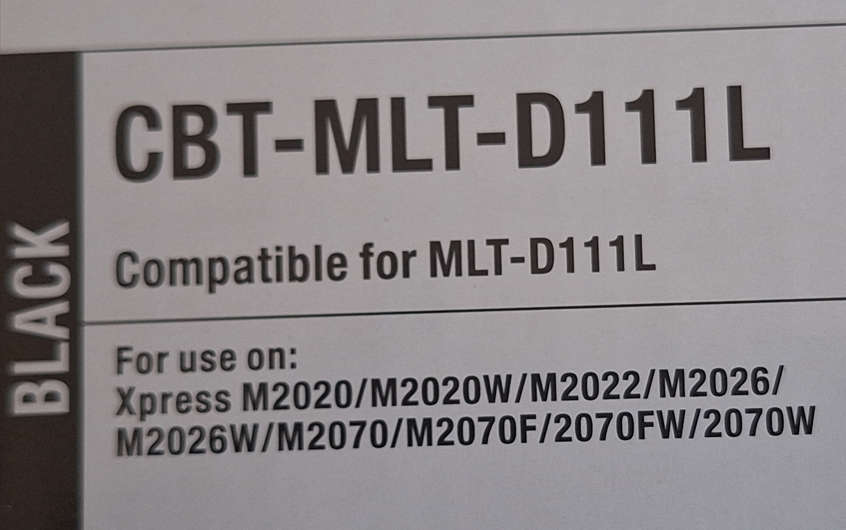 BLACK
CBT-MLT-D111L
Compatible for MLT-D111L
For use on:
Xpress M2020/M2020W/M2022/M2026/
M2026W/M2070/M2070F/2070FW/2070W